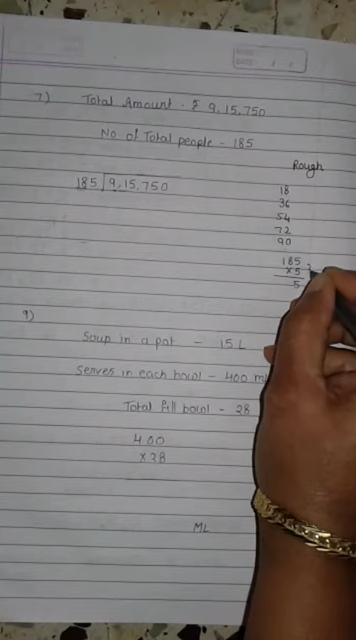 7) Total Amount - ₹ 9,15,750
No of Total people - 185
Rough
185 9,15,750
18
36
54
72
90
185
×5
5
9)
Soup in a pot - 15 L
Serves in each bowl - 400 m
Total fill bowl - 28
400
×28
ML